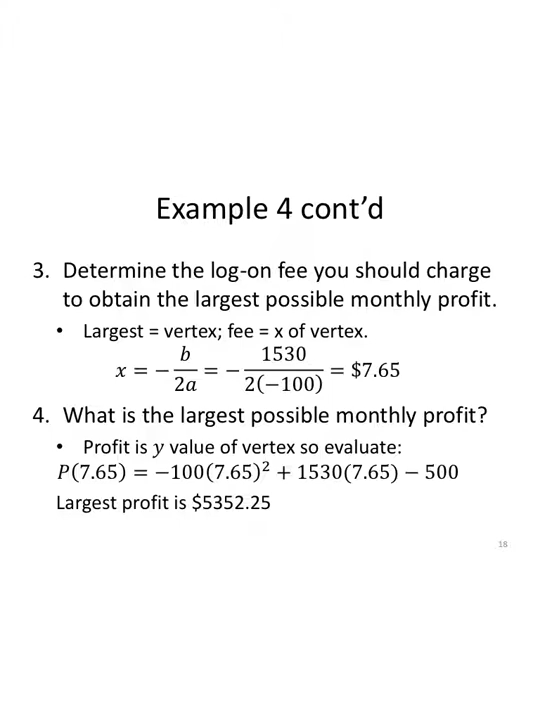 Example 4 cont’d
3. Determine the log-on fee you should charge
to obtain the largest possible monthly profit.
• Largest = vertex; fee = x of vertex.
x = −b/2a = −1530/2(−100) = $7.65
4. What is the largest possible monthly profit?
• Profit is y value of vertex so evaluate:
P(7.65) = −100(7.65)² + 1530(7.65) − 500
Largest profit is $5352.25
18